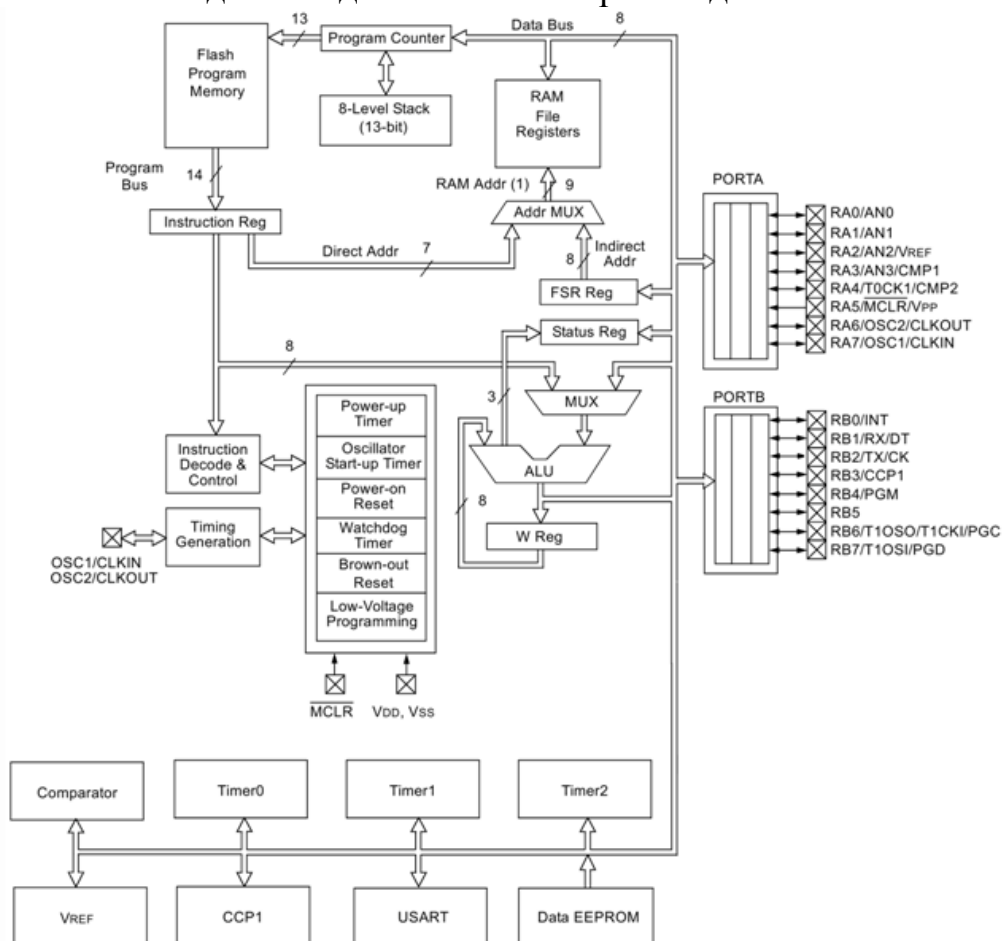 13
Program Counter
Data Bus
8
Flash
Program
Memory
8-Level Stack
(13-bit)
RAM
File
Registers
Program
Bus
14
RAM Addr (1)
9
Addr MUX
Instruction Reg
Direct Addr
7
Indirect
Addr
8
FSR Reg
Status Reg
8
3
MUX
Power-up
Timer
Oscillator
Start-up Timer
Power-on
Reset
Watchdog
Timer
Brown-out
Reset
Low-Voltage
Programming
Instruction
Decode &
Control
Timing
Generation
OSC1/CLKIN
OSC2/CLKOUT
ALU
8
W Reg
MCLR
VDD, VSS
PORTA
RA0/AN0
RA1/AN1
RA2/AN2/VREF
RA3/AN3/CMP1
RA4/T0CK1/CMP2
RA5/MCLR/VPP
RA6/OSC2/CLKOUT
RA7/OSC1/CLKIN
PORTB
RB0/INT
RB1/RX/DT
RB2/TX/CK
RB3/CCP1
RB4/PGM
RB5
RB6/T1OSO/T1CKI/PGC
RB7/T1OSI/PGD
Comparator
Timer0
Timer1
Timer2
VREF
CCP1
USART
Data EEPROM